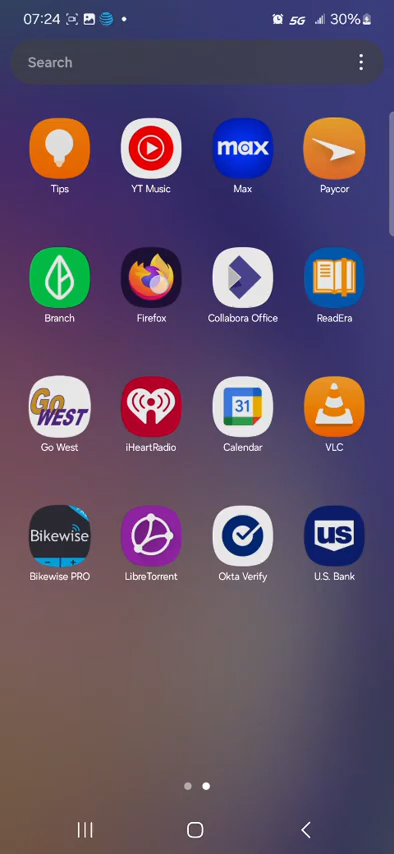 07:24 5G 30%
Search
max
Tips YT Music Max Paycor
Branch Firefox Collabora Office ReadEra
Go WEST 31
Go West iHeartRadio Calendar VLC
Bikewise us
Bikewise PRO LibreTorrent Okta Verify U.S. Bank